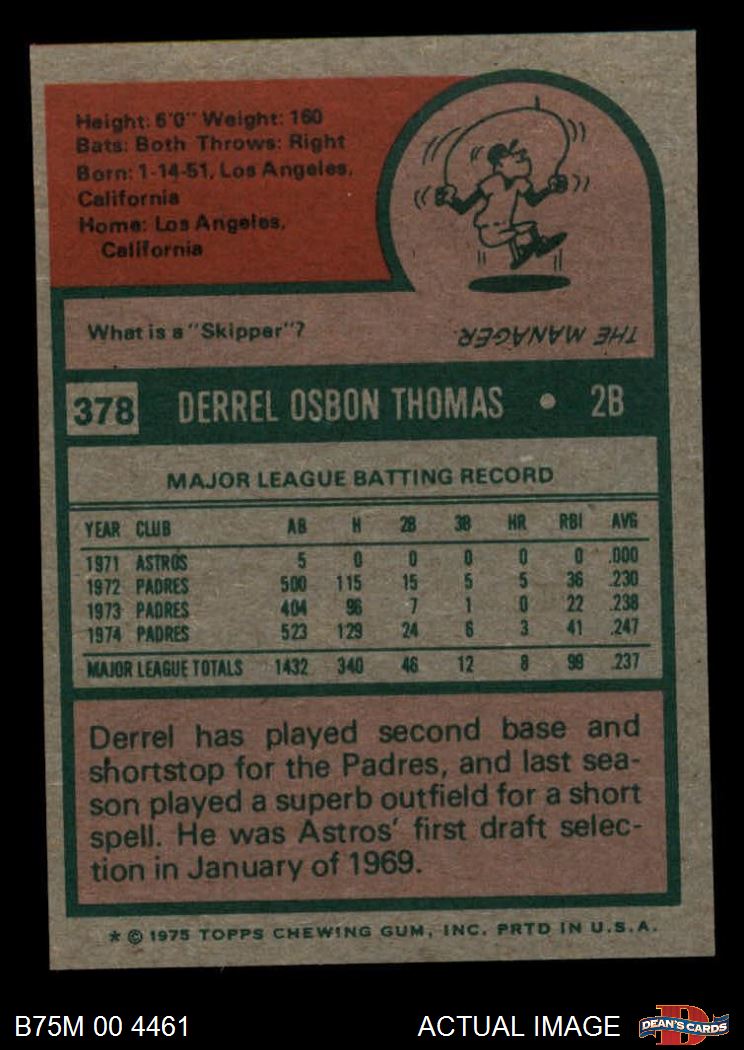 Height: 6'0" Weight: 160
Bats: Both Throws: Right
Born: 1-14-51, Los Angeles,
California
Home: Los Angeles,
California
What is a "Skipper"?
THE MANAGER.
378 DERREL OSBON THOMAS • 2B
MAJOR LEAGUE BATTING RECORD
YEAR CLUB AB H 2B 3B HR RBI AVG
1971 ASTROS 5 0 0 0 0 0 .000
1972 PADRES 500 115 15 5 5 36 .230
1973 PADRES 404 96 7 1 0 22 .238
1974 PADRES 523 129 24 6 3 41 .247
MAJOR LEAGUE TOTALS 1432 340 46 12 8 99 .237
Derrel has played second base and
shortstop for the Padres, and last sea-
son played a superb outfield for a short
spell. He was Astros' first draft selec-
tion in January of 1969.
* © 1975 TOPPS CHEWING GUM, INC. PRTD IN U.S.A.
B75M 00 4461 ACTUAL IMAGE D DEAN'S CARDS